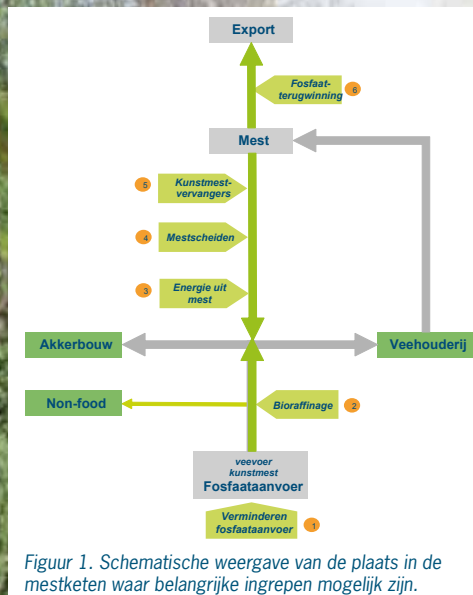 Export
Fosfaat-
terugwinning
6
Mest
5
Kunstmest-
vervangers
4
Mestscheiden
3
Energie uit
mest
Akkerbouw
Veehouderij
Non-food
Bioraffinage
2
veevoer
kunstmest
Fosfaataanvoer
Verminderen
fosfaataanvoer
1
Figuur 1. Schematische weergave van de plaats in de
mestketen waar belangrijke ingrepen mogelijk zijn.